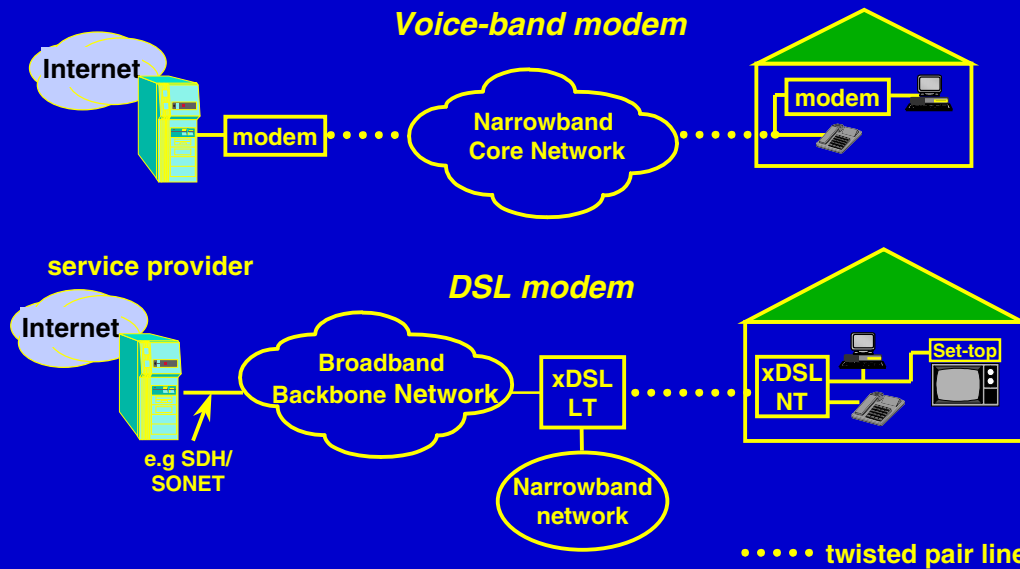 Voice-band modem
Internet
modem
Narrowband
Core Network
modem
service provider
DSL modem
Internet
Broadband
Backbone Network
xDSL
LT
xDSL
NT
Set-top
e.g SDH/
SONET
Narrowband
network
twisted pair line